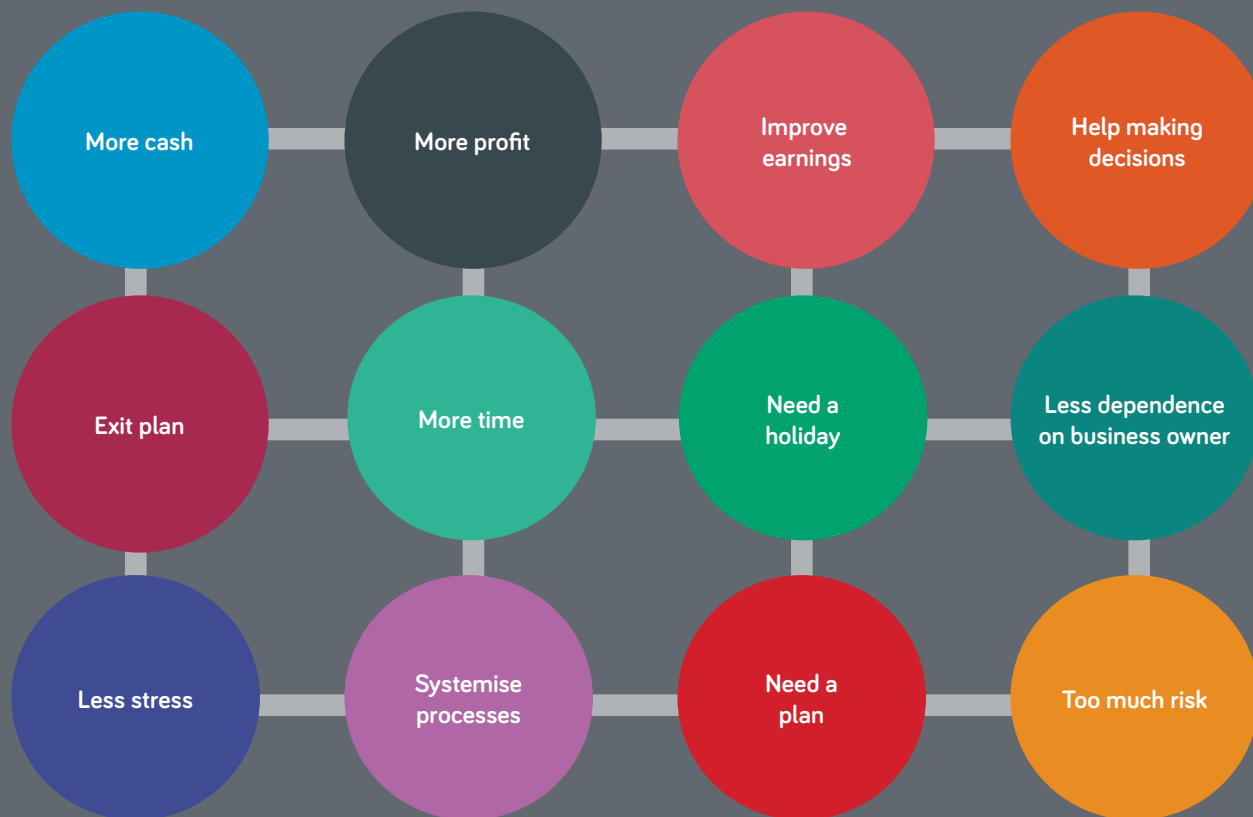 More cash
More profit
Improve
earnings
Help making
decisions
Exit plan
More time
Need a
holiday
Less dependence
on business owner
Less stress
Systemise
processes
Need a
plan
Too much risk